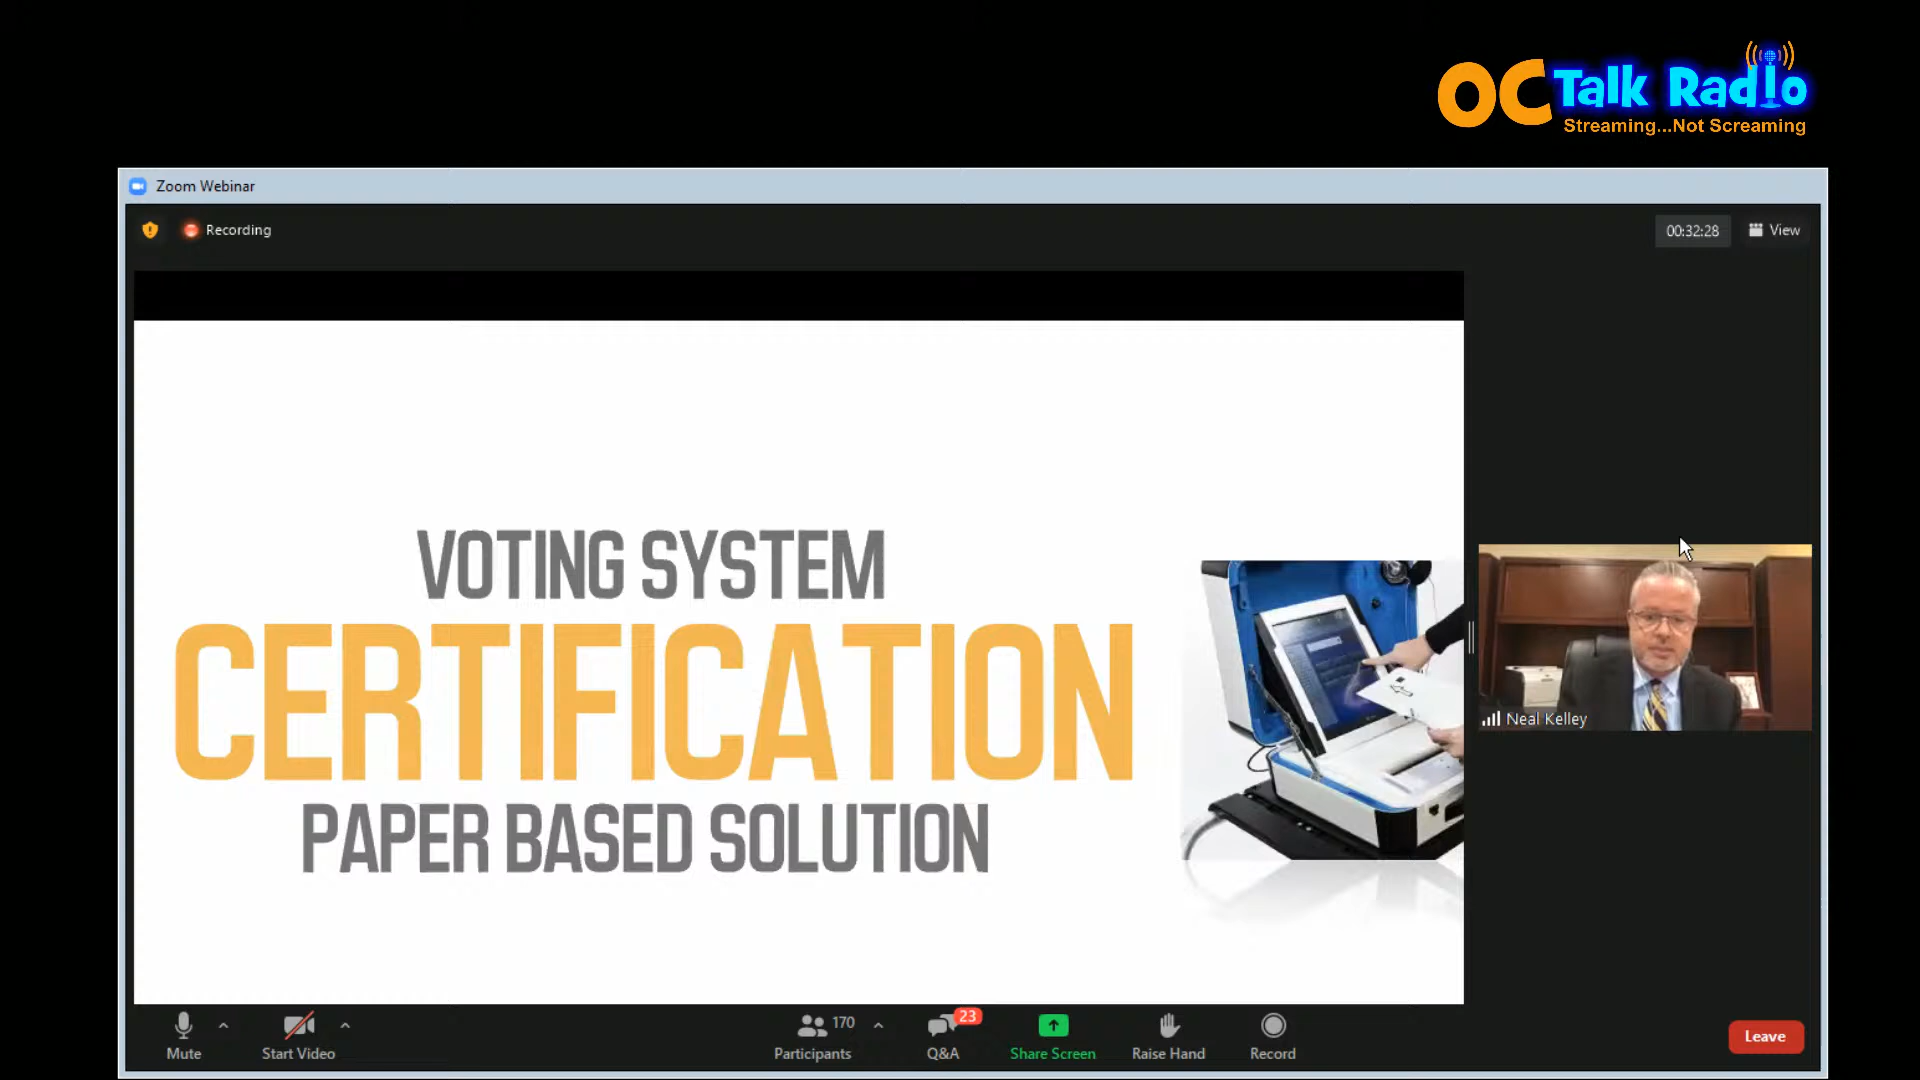 OC Talk Radio
Streaming...Not Screaming
Zoom Webinar
Recording
00:32:28
View
VOTING SYSTEM
CERTIFICATION
PAPER BASED SOLUTION
Neal Kelley
170
23
Mute
Start Video
Participants
Q&A
Share Screen
Raise Hand
Record
Leave